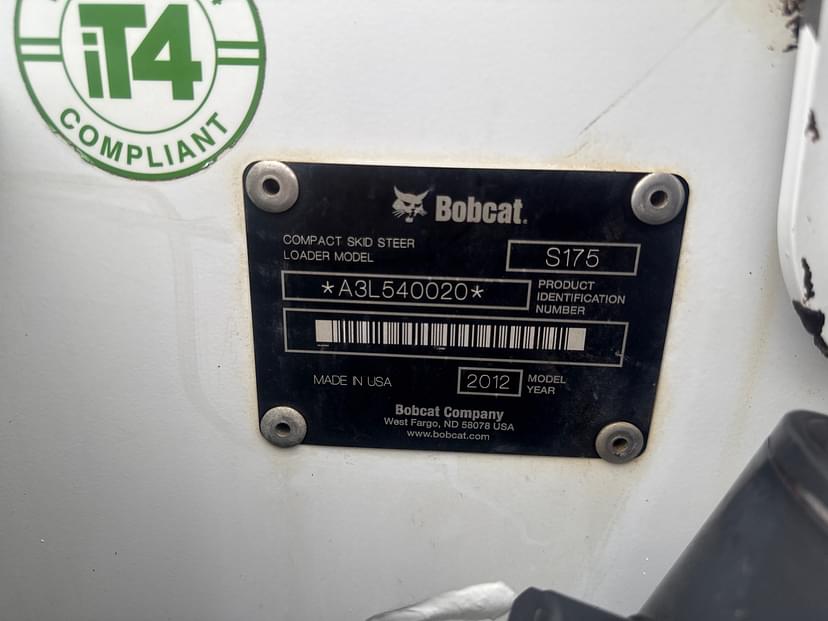 iT4
COMPLIANT
Bobcat
COMPACT SKID STEER
LOADER MODEL
S175
*A3L540020*
PRODUCT
IDENTIFICATION
NUMBER
MADE IN USA
2012
MODEL
YEAR
Bobcat Company
West Fargo, ND 58078 USA
www.bobcat.com